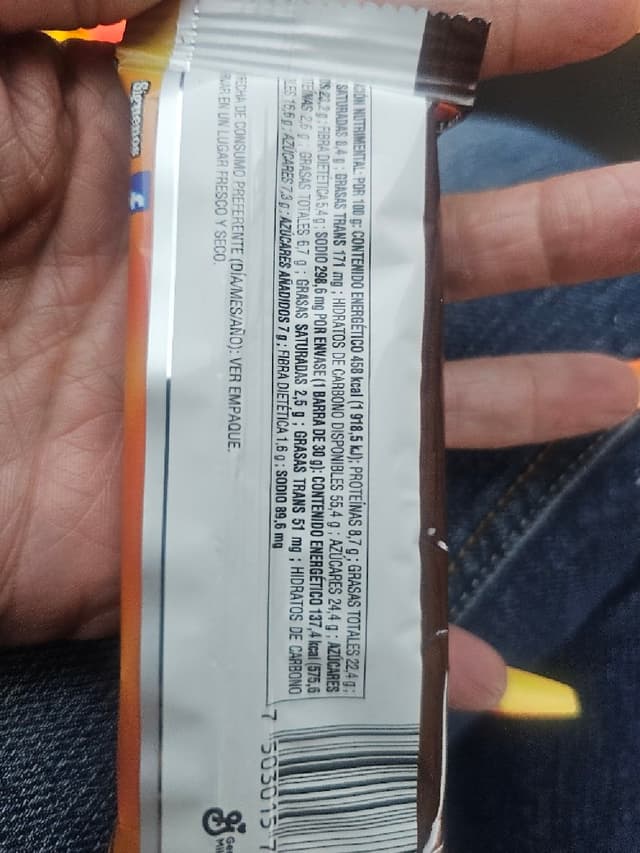 NUTRIMENTAL: POR 100 g: CONTENIDO ENERGÉTICO 458 kcal (1 918,5 kJ); PROTEÍNAS 8,7 g; GRASAS TOTALES 22,4 g;
SATURADAS 8,4 g; GRASAS TRANS 171 mg; HIDRATOS DE CARBONO DISPONIBLES 55,4 g; AZÚCARES 24,4 g; AZÚCARES
g; FIBRA DIETÉTICA 5,4 g; SODIO 298,6 mg POR ENVASE (1 BARRA DE 30 g): CONTENIDO ENERGÉTICO 137,4 kcal (575,6
2,6 g; GRASAS TOTALES 6,7 g; GRASAS SATURADAS 2,5 g; GRASAS TRANS 51 mg; HIDRATOS DE CARBONO
16,6 g; AZÚCARES 7,3 g; AZÚCARES AÑADIDOS 7 g; FIBRA DIETÉTICA 1,6 g; SODIO 89,6 mg
FECHA DE CONSUMO PREFERENTE (DÍA/MES/AÑO): VER EMPAQUE.
EN UN LUGAR FRESCO Y SECO.
Síguenos
7 503015 7